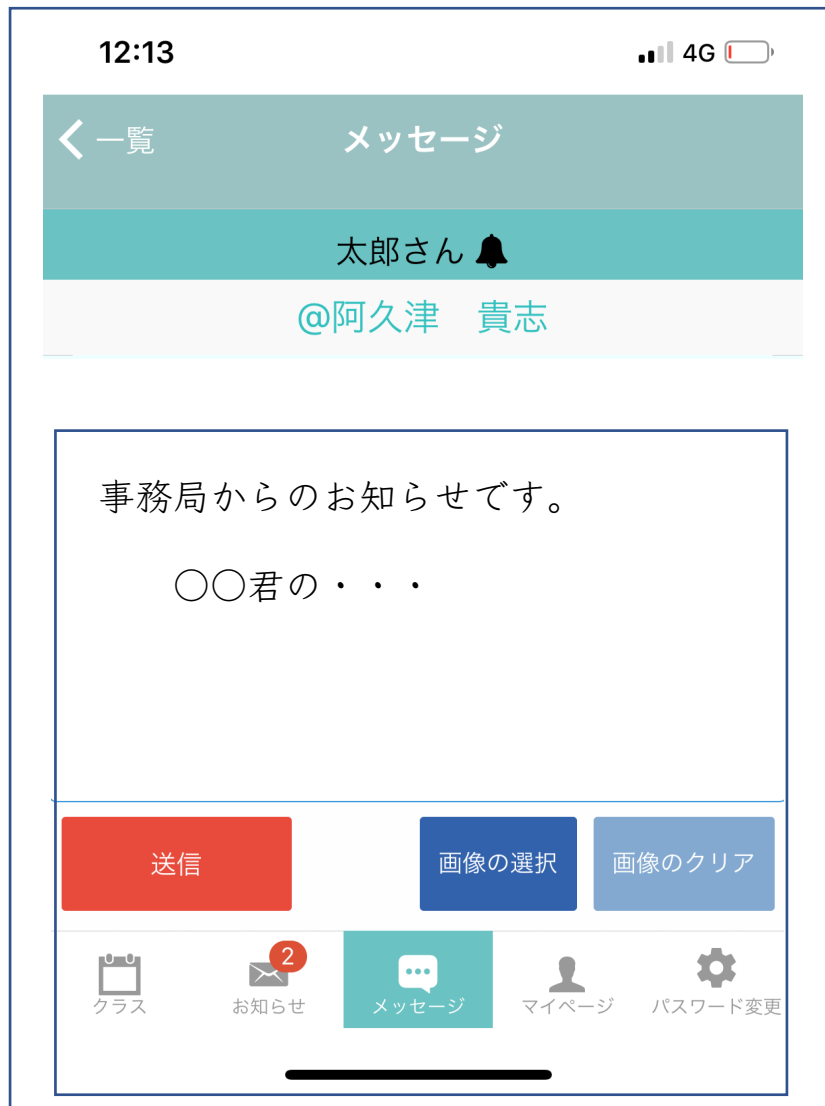 12:13 4G
一覧 メッセージ
太郎さん
@阿久津　貴志
事務局からのお知らせです。
〇〇君の・・・
送信 画像の選択 画像のクリア
2
クラス お知らせ メッセージ マイページ パスワード変更